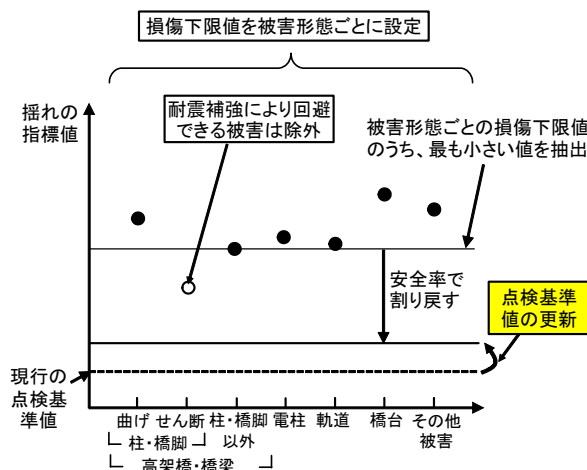 損傷下限値を被害形態ごとに設定
揺れの
指標値
耐震補強により回避
できる被害は除外
被害形態ごとの損傷下限値
のうち、最も小さい値を抽出
安全率で
割り戻す
点検基準
値の更新
現行の
点検基
準値
曲げ せん断 柱・橋脚 電柱 軌道 橋台 その他
以外 被害
柱・橋脚
高架橋・橋梁